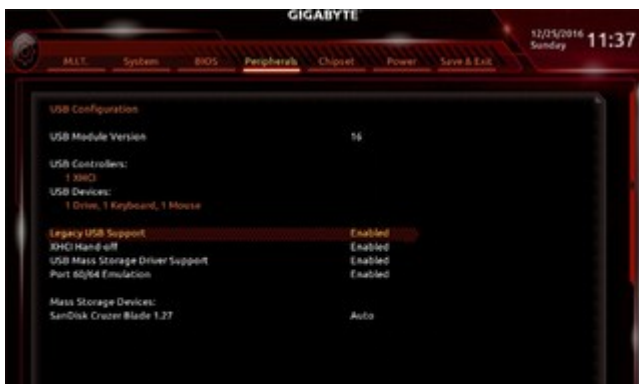 GIGABYTE
12/25/2016
Sunday
11:37
M.I.T. System BIOS Peripherals Chipset Power Save & Exit
USB Configuration
USB Module Version 16
USB Controllers:
1 XHCI
USB Devices:
1 Drive, 1 Keyboard, 1 Mouse
Legacy USB Support Enabled
XHCI Hand-off Enabled
USB Mass Storage Driver Support Enabled
Port 60/64 Emulation Enabled
Mass Storage Devices:
SanDisk Cruzer Blade 1.27 Auto